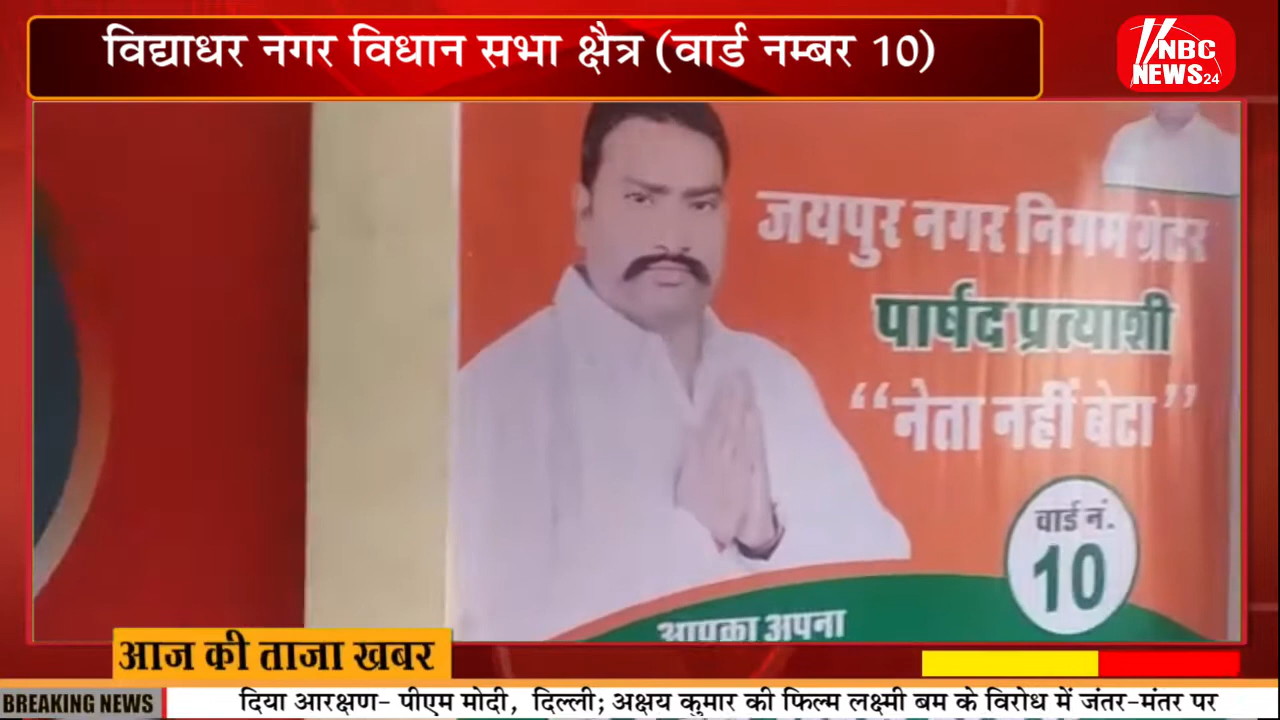 विद्याधर नगर विधान सभा क्षैत्र (वार्ड नम्बर 10)
NBC
NEWS24
जयपुर नगर निगम ग्रेटर
पार्षद प्रत्याशी
“नेता नहीं बेटा”
वार्ड नं.
10
आपका अपना
आज की ताजा खबर
BREAKING NEWS
दिया आरक्षण- पीएम मोदी, दिल्ली; अक्षय कुमार की फिल्म लक्ष्मी बम के विरोध में जंतर-मंतर पर